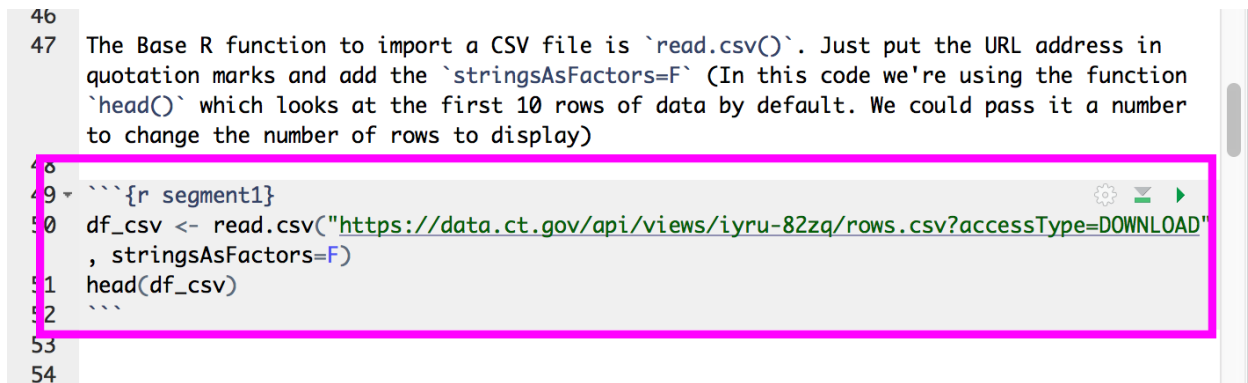 46
47 The Base R function to import a CSV file is `read.csv()`. Just put the URL address in
quotation marks and add the `stringsAsFactors=F` (In this code we're using the function
`head()` which looks at the first 10 rows of data by default. We could pass it a number
to change the number of rows to display)
48
49 ```{r segment1}
50 df_csv <- read.csv("https://data.ct.gov/api/views/iyru-82zq/rows.csv?accessType=DOWNLOAD"
, stringsAsFactors=F)
51 head(df_csv)
52 ```
53
54